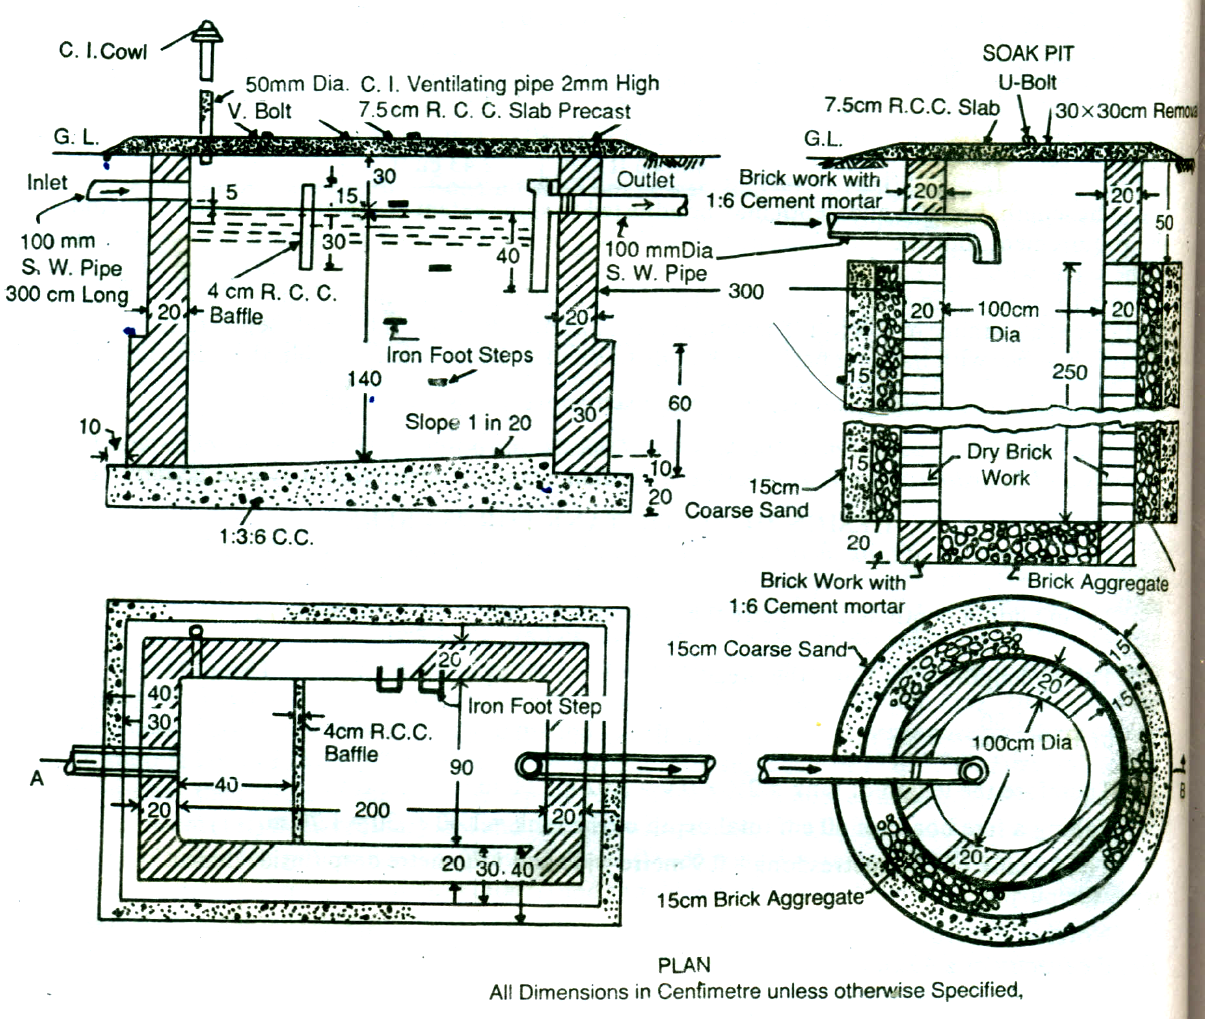 C. I. Cowl
50mm Dia. C. I. Ventilating pipe 2mm High
V. Bolt
7.5cm R. C. C. Slab Precast
G. L.
30
Inlet
5
15
Outlet
30
40
100 mm
S. W. Pipe
300 cm Long
4 cm R. C. C.
Baffle
100 mmDia
S. W. Pipe
20
20
300
Iron Foot Steps
140
60
30
10
Slope 1 in 20
10
20
1:3:6 C.C.
SOAK PIT
U-Bolt
7.5cm R.C.C. Slab
30×30cm Remova
G.L.
Brick work with
1:6 Cement mortar
20
20
50
20
100cm
Dia
20
15
250
15
Dry Brick
Work
15cm
Coarse Sand
20
Brick Work with
1:6 Cement mortar
Brick Aggregate
20
40
30
Iron Foot Step
4cm R.C.C.
Baffle
A
40
90
20
200
20
20
30
40
15cm Coarse Sand
15
20
15
100cm Dia
B
20
15cm Brick Aggregate
PLAN
All Dimensions in Centimetre unless otherwise Specified,